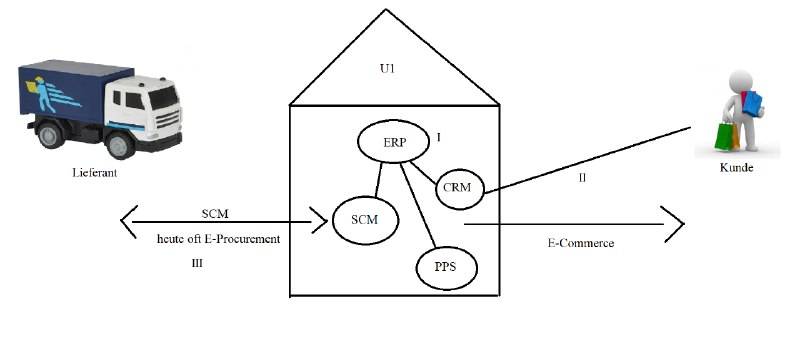 U1
ERP
I
Lieferant
Kunde
CRM
II
SCM
SCM
heute oft E-Procurement
III
E-Commerce
PPS